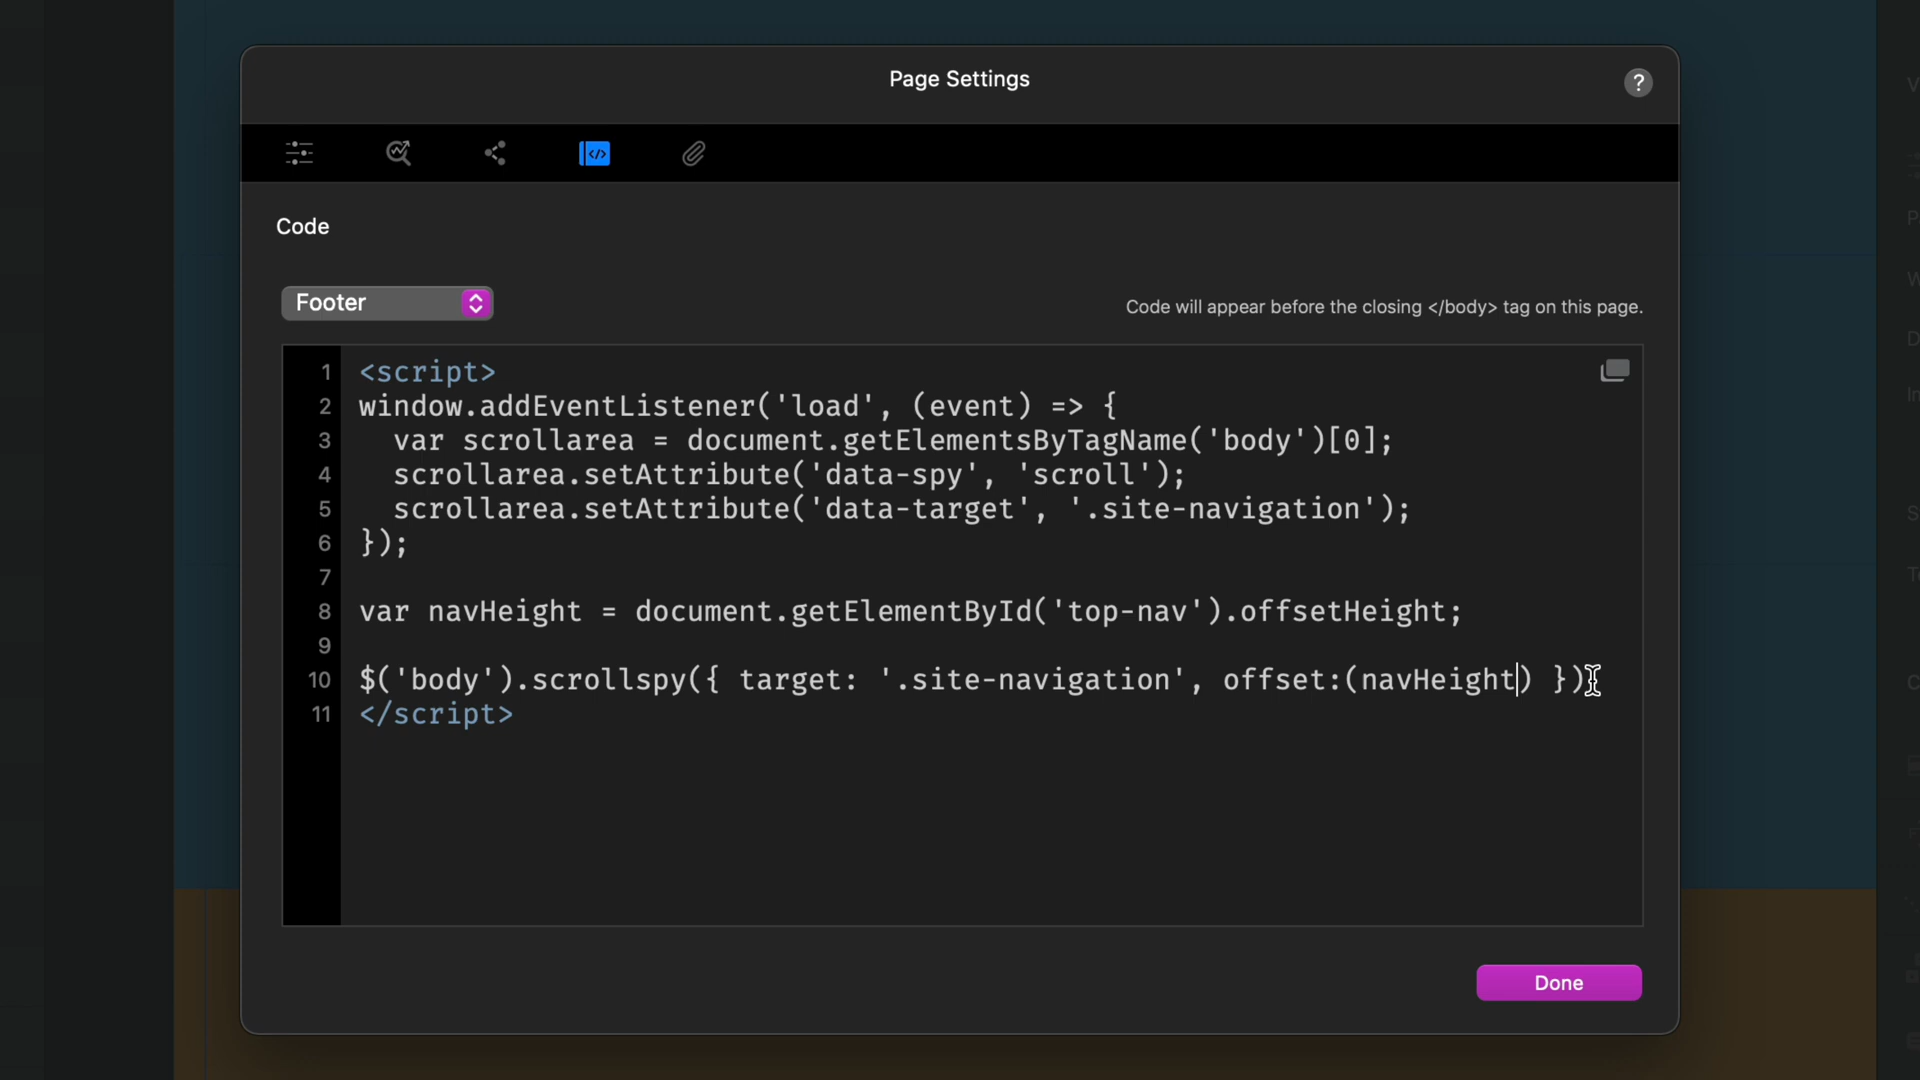 Page Settings
?
Code
Footer
Code will appear before the closing </body> tag on this page.
1 <script>
2 window.addEventListener('load', (event) => {
3   var scrollarea = document.getElementsByTagName('body')[0];
4   scrollarea.setAttribute('data-spy', 'scroll');
5   scrollarea.setAttribute('data-target', '.site-navigation');
6 });
7
8 var navHeight = document.getElementById('top-nav').offsetHeight;
9
10 $('body').scrollspy({ target: '.site-navigation', offset:(navHeight) })
11 </script>
Done